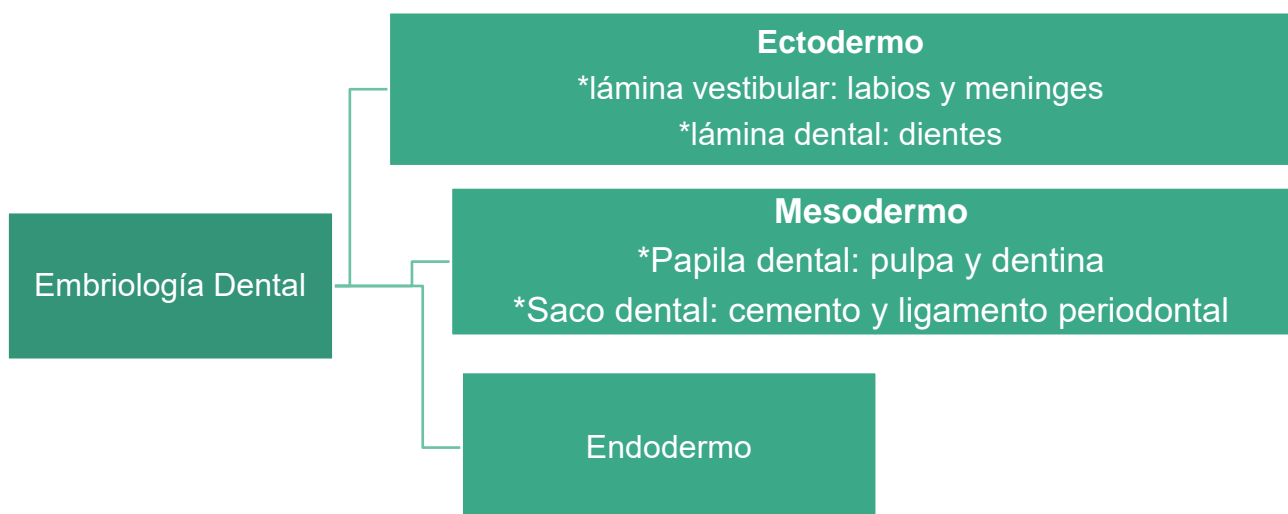 Ectodermo
*lámina vestibular: labios y meninges
*lámina dental: dientes
Mesodermo
*Papila dental: pulpa y dentina
*Saco dental: cemento y ligamento periodontal
Embriología Dental
Endodermo